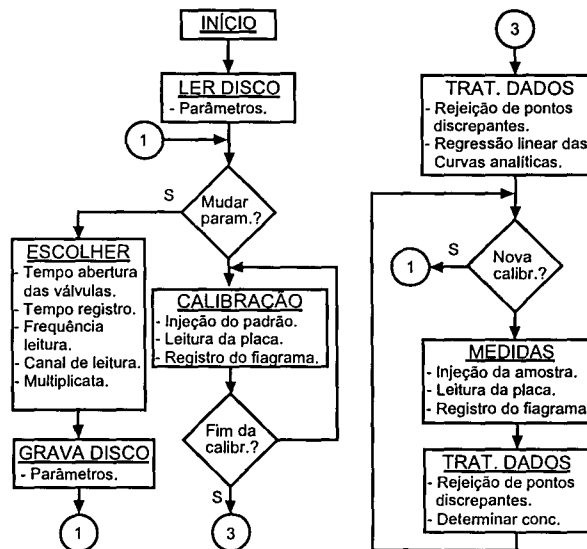 INÍCIO
LER DISCO
- Parâmetros.
1
Mudar
param.?
S
ESCOLHER
- Tempo abertura
das válvulas.
- Tempo registro.
- Frequência
leitura.
- Canal de leitura.
- Multiplicata.
GRAVA DISCO
- Parâmetros.
1
CALIBRAÇÃO
- Injeção do padrão.
- Leitura da placa.
- Registro do fiagrama.
Fim da
calibr.?
S
3
3
TRAT. DADOS
- Rejeição de pontos
discrepantes.
- Regressão linear das
Curvas analíticas.
Nova
calibr.?
S
1
MEDIDAS
- Injeção da amostra.
- Leitura da placa.
- Registro do fiagrama
TRAT. DADOS
- Rejeição de pontos
discrepantes.
- Determinar conc.